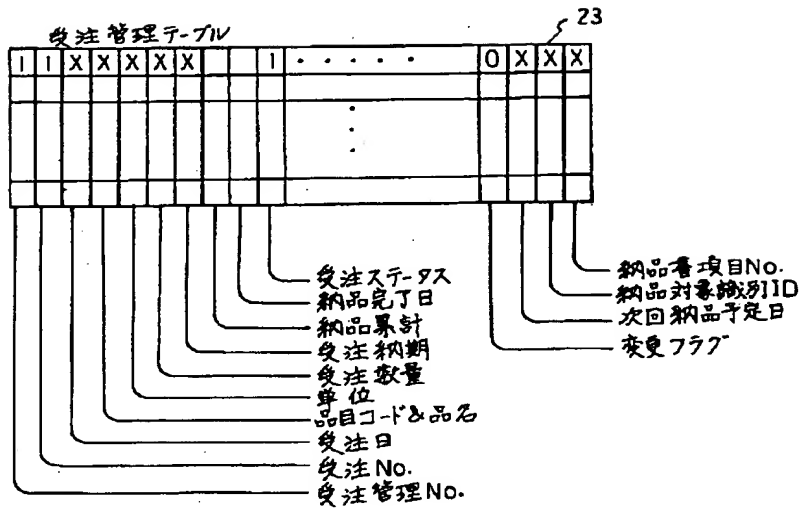 23
受注管理テーブル
1 1 X X X X X 1 ・・・・・ 0 X X X
受注ステータス
納品完了日
納品累計
受注納期
受注数量
単位
品目コード&品名
受注日
受注No.
受注管理No.
納品書項目No.
納品対象識別ID
次回納品予定日
変更フラグ